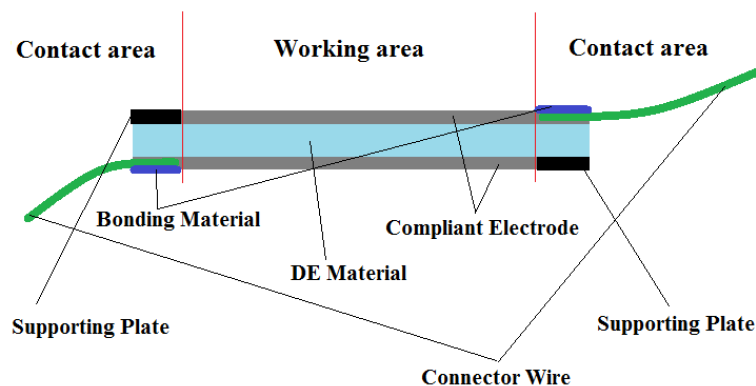 Contact area
Working area
Contact area
Bonding Material
Compliant Electrode
DE Material
Supporting Plate
Supporting Plate
Connector Wire